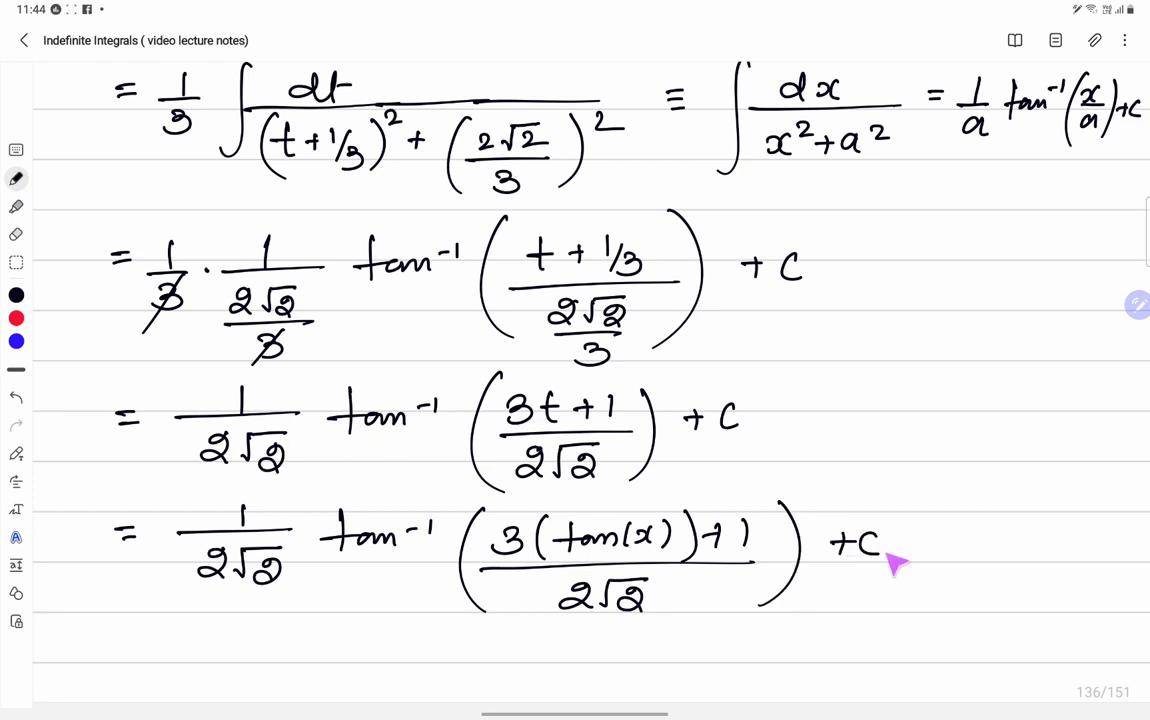 11:44
Indefinite Integrals ( video lecture notes)
= 1/3 ∫ dt / ((t + 1/3)² + (2√2/3)²) ≡ ∫ dx / (x² + a²) = 1/a tan⁻¹(x/a) + c
= 1/3 · 1/(2√2/3) tan⁻¹((t + 1/3)/(2√2/3)) + c
= 1/(2√2) tan⁻¹((3t + 1)/(2√2)) + c
= 1/(2√2) tan⁻¹((3(tan(x)) + 1)/(2√2)) + c
136/151